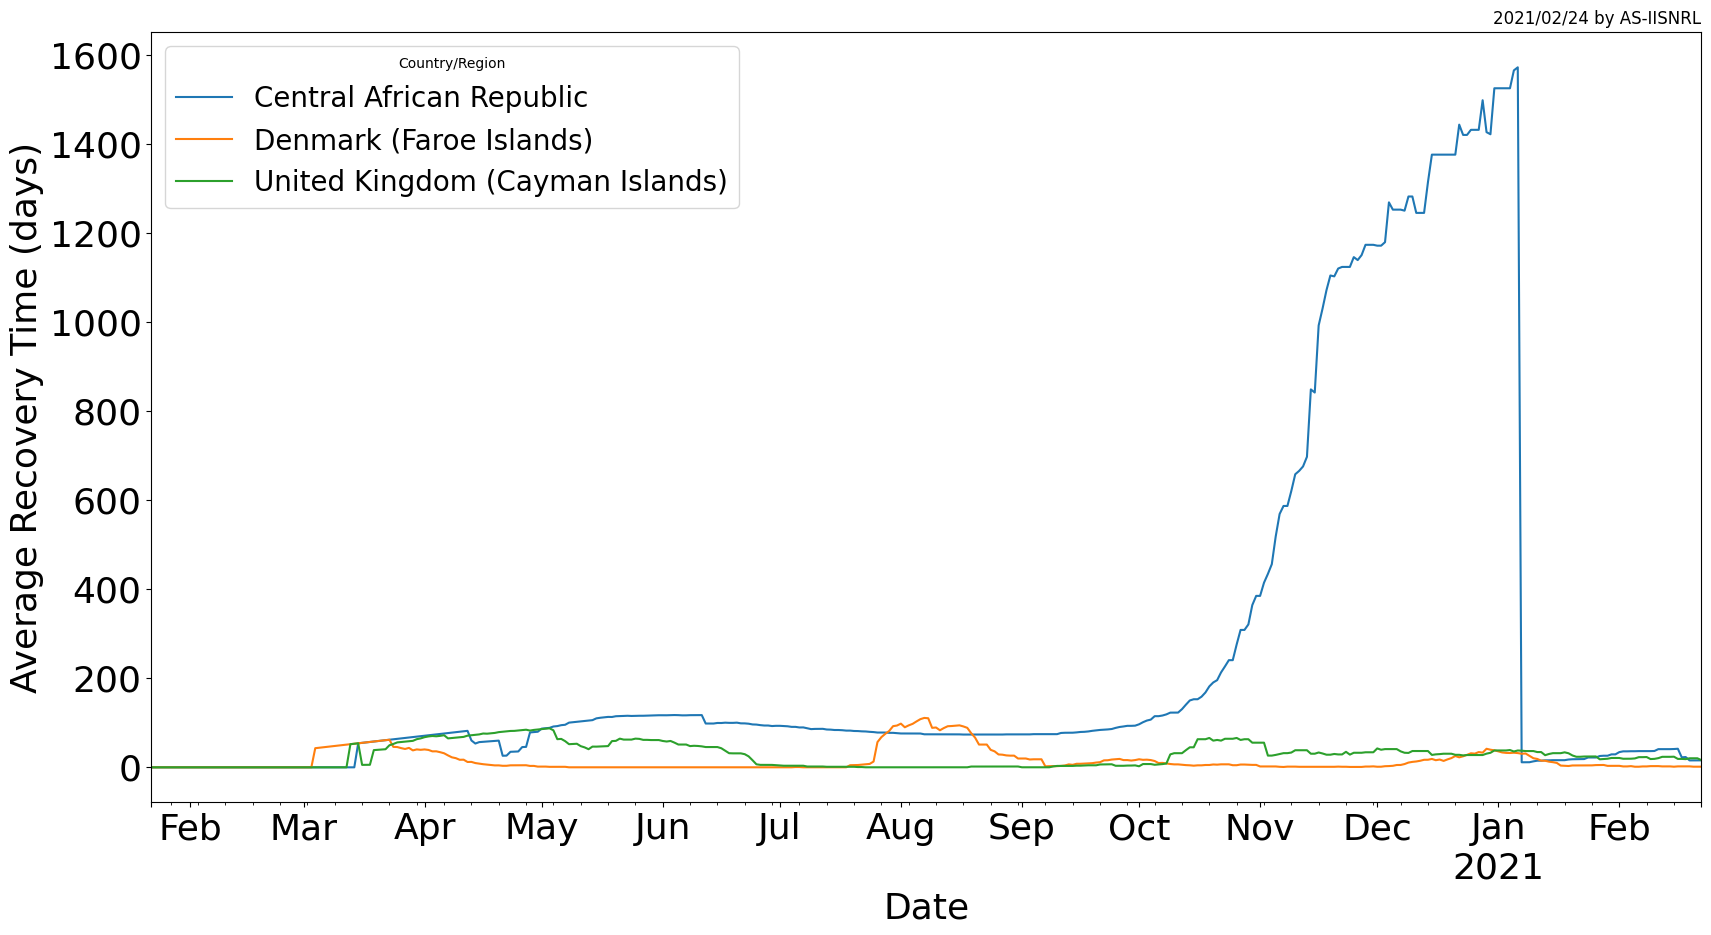 2021/02/24 by AS-IISNRL
Country/Region
Central African Republic
Denmark (Faroe Islands)
United Kingdom (Cayman Islands)
Average Recovery Time (days)
1600
1400
1200
1000
800
600
400
200
0
Feb Mar Apr May Jun Jul Aug Sep Oct Nov Dec Jan Feb
2021
Date